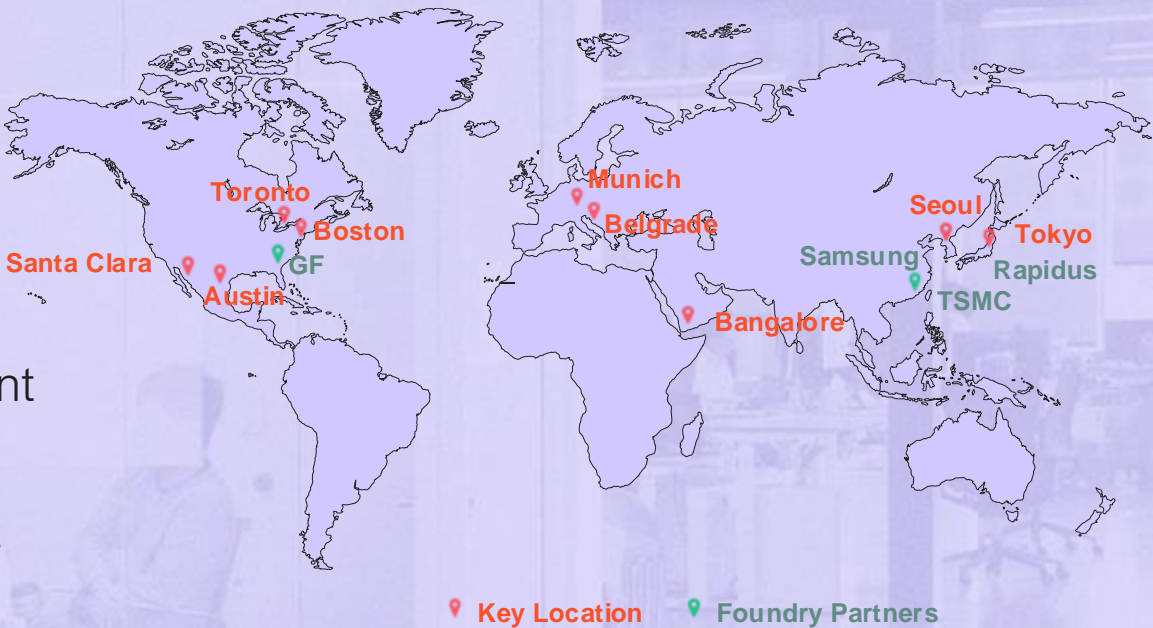 Toronto
Munich
Seoul
Belgrade
Boston
Tokyo
Santa Clara
GF
Samsung
Rapidus
Austin
TSMC
Bangalore
nt
Key Location
Foundry Partners